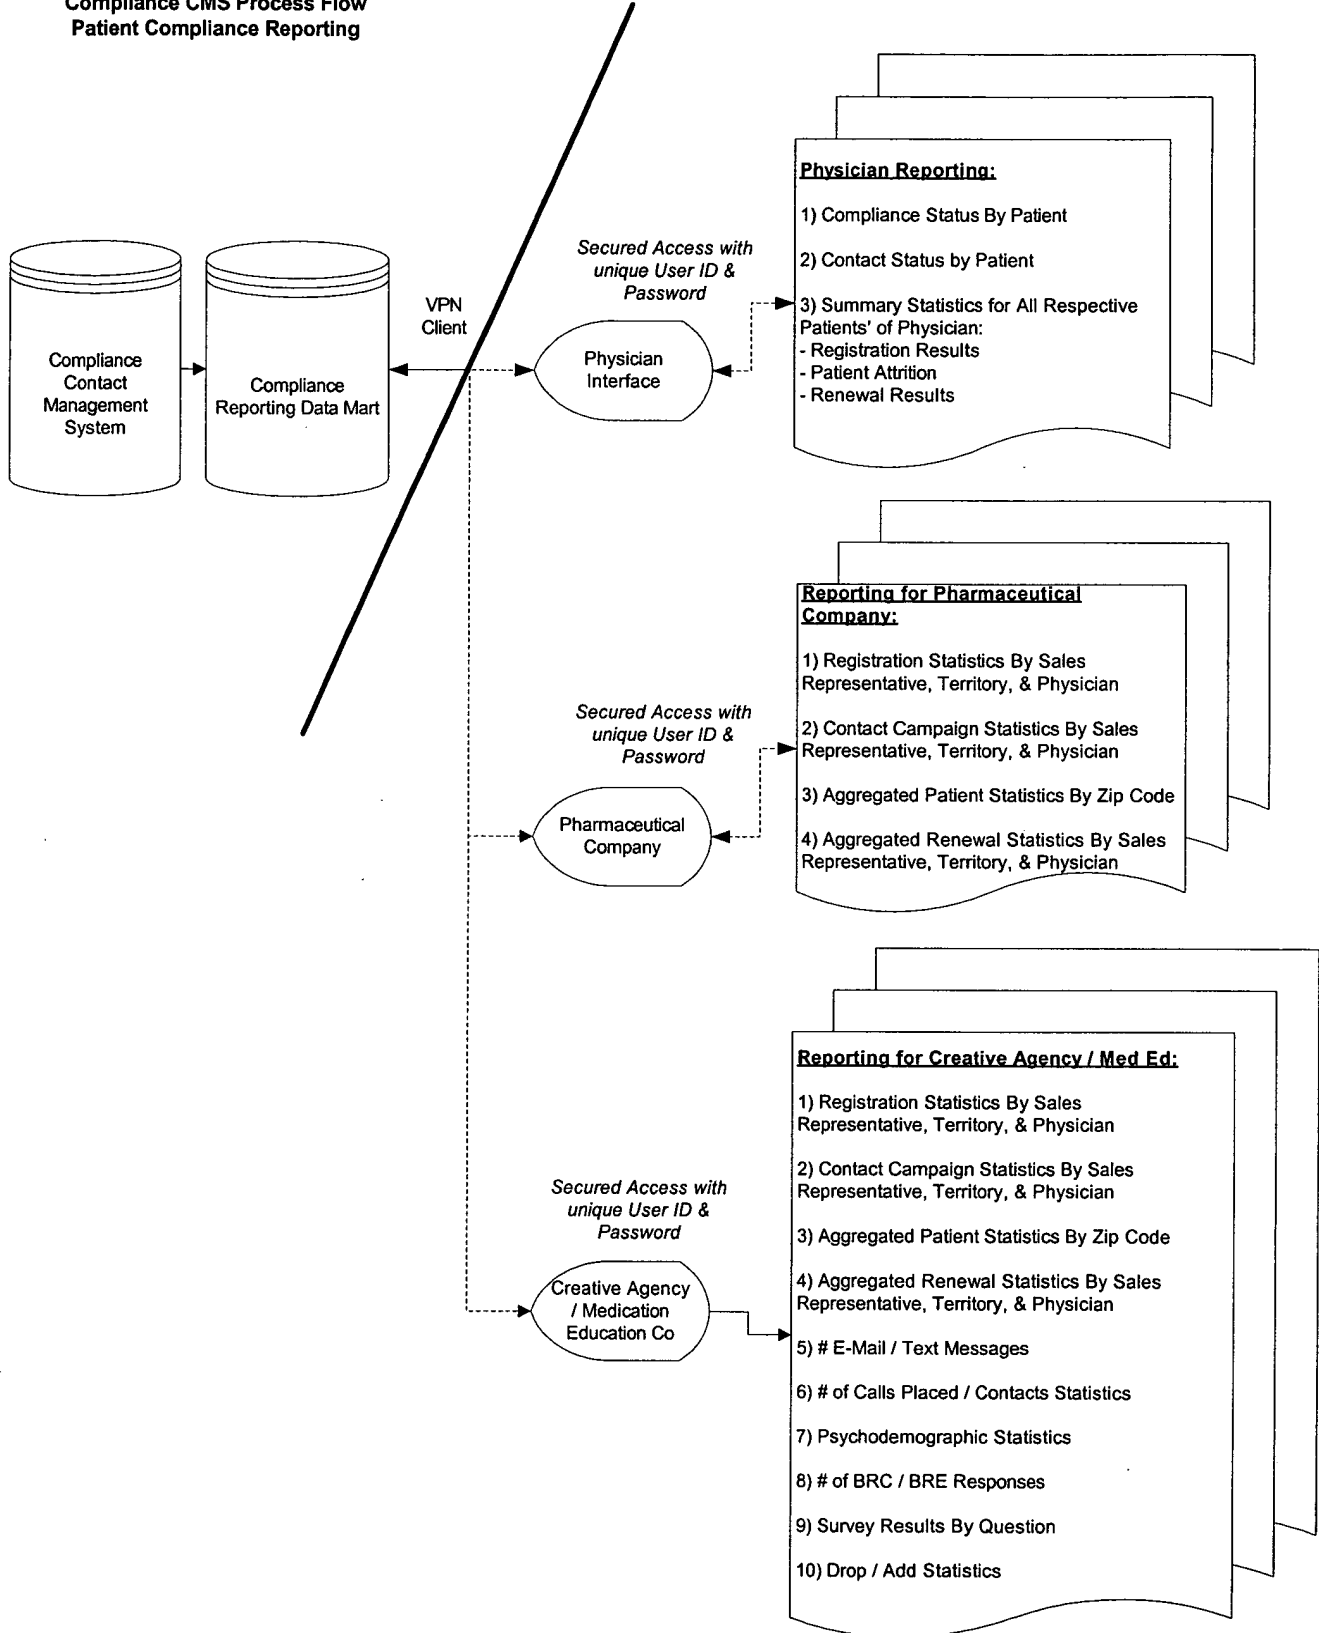 Compliance CMS Process Flow
Patient Compliance Reporting
Compliance
Contact
Management
System
Compliance
Reporting Data Mart
VPN
Client
Secured Access with
unique User ID &
Password
Physician
Interface
Physician Reporting:
1) Compliance Status By Patient
2) Contact Status by Patient
3) Summary Statistics for All Respective
Patients' of Physician:
- Registration Results
- Patient Attrition
- Renewal Results
Secured Access with
unique User ID &
Password
Pharmaceutical
Company
Reporting for Pharmaceutical
Company:
1) Registration Statistics By Sales
Representative, Territory, & Physician
2) Contact Campaign Statistics By Sales
Representative, Territory, & Physician
3) Aggregated Patient Statistics By Zip Code
4) Aggregated Renewal Statistics By Sales
Representative, Territory, & Physician
Secured Access with
unique User ID &
Password
Creative Agency
/ Medication
Education Co
Reporting for Creative Agency / Med Ed:
1) Registration Statistics By Sales
Representative, Territory, & Physician
2) Contact Campaign Statistics By Sales
Representative, Territory, & Physician
3) Aggregated Patient Statistics By Zip Code
4) Aggregated Renewal Statistics By Sales
Representative, Territory, & Physician
5) # E-Mail / Text Messages
6) # of Calls Placed / Contacts Statistics
7) Psychodemographic Statistics
8) # of BRC / BRE Responses
9) Survey Results By Question
10) Drop / Add Statistics